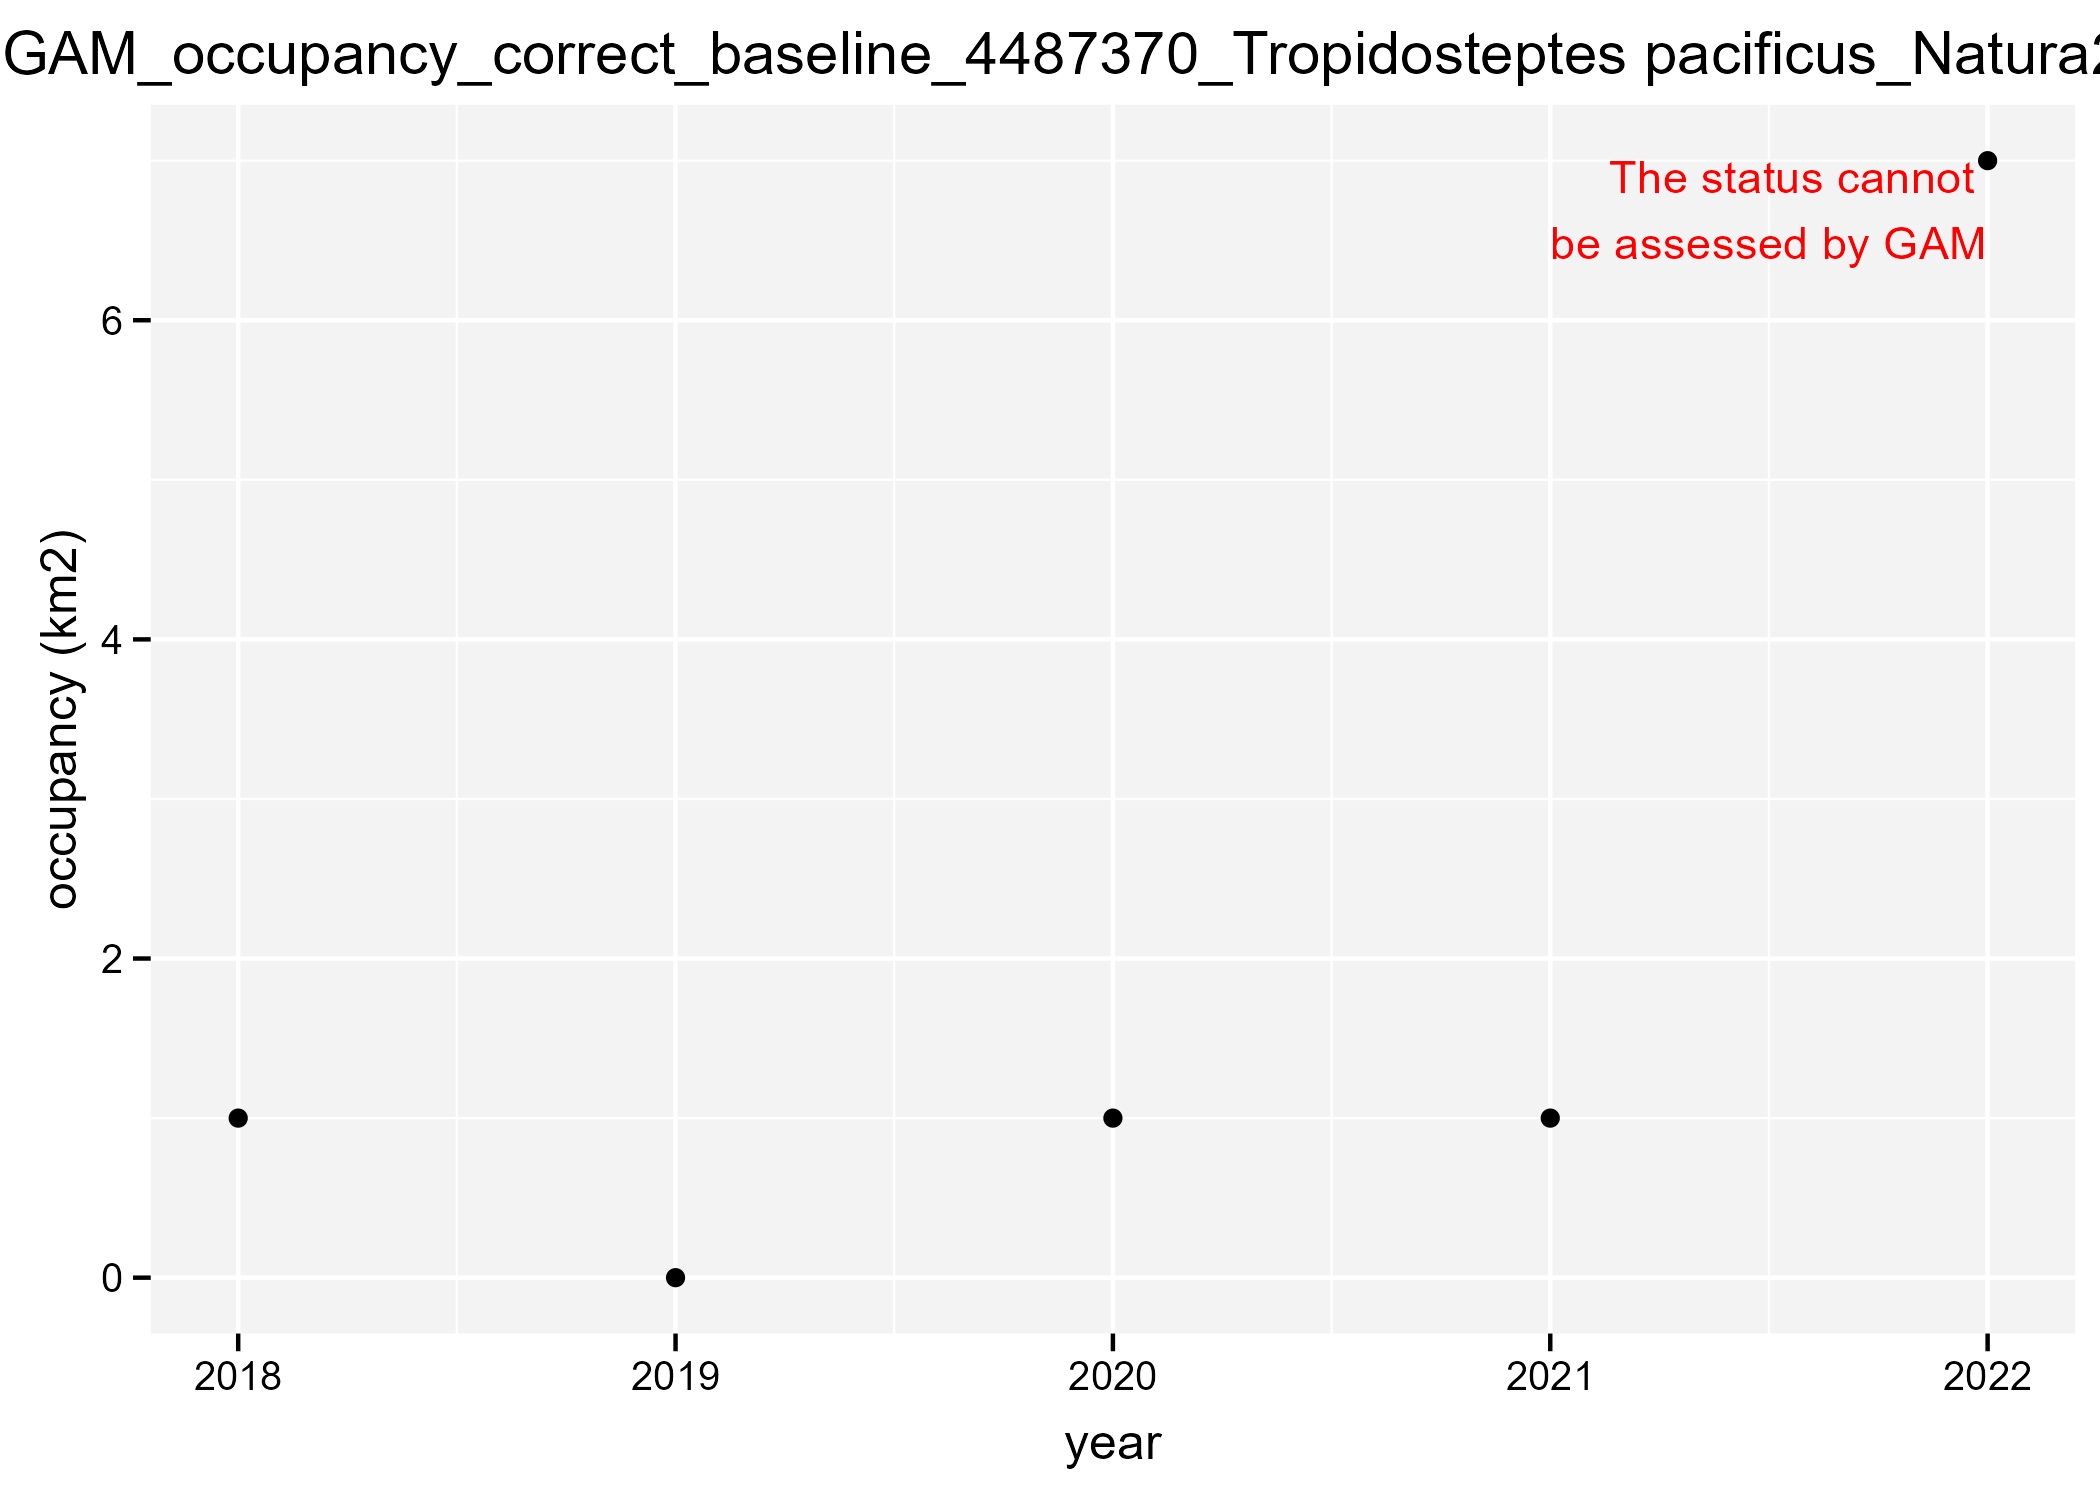 GAM_occupancy_correct_baseline_4487370_Tropidosteptes pacificus_Natura2
The status cannot
be assessed by GAM
6
4
2
0
occupancy (km2)
2018 2019 2020 2021 2022
year